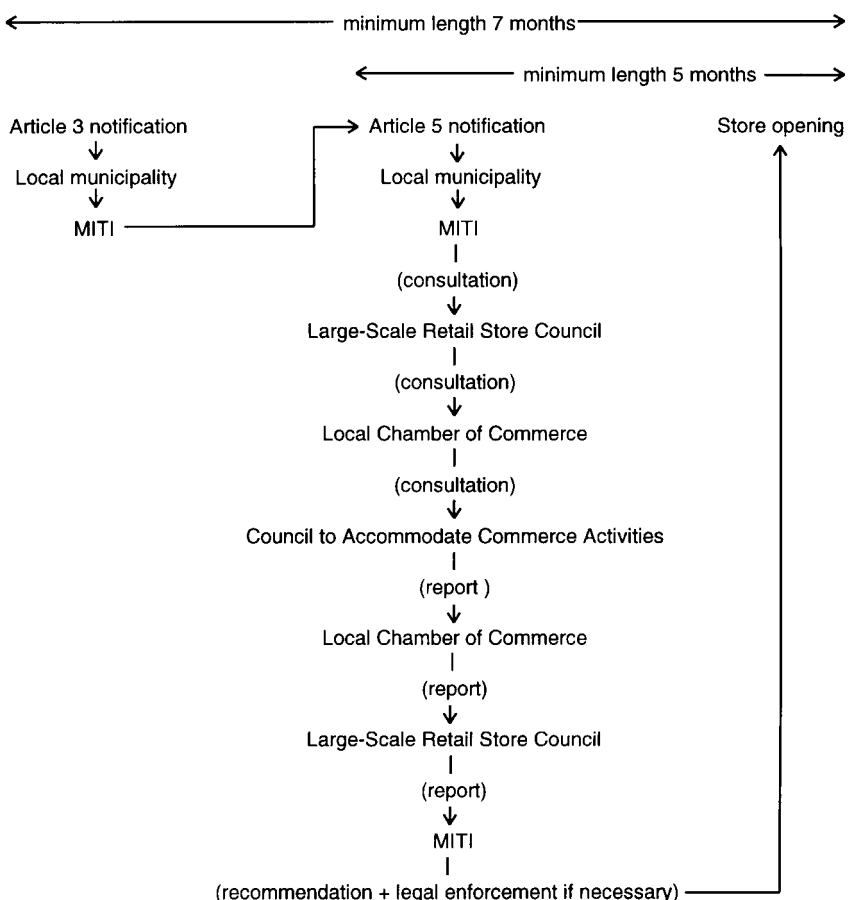 minimum length 7 months
minimum length 5 months
Article 3 notification
Local municipality
MITI
Article 5 notification
Local municipality
MITI
(consultation)
Large-Scale Retail Store Council
(consultation)
Local Chamber of Commerce
(consultation)
Council to Accommodate Commerce Activities
(report )
Local Chamber of Commerce
(report)
Large-Scale Retail Store Council
(report)
MITI
(recommendation + legal enforcement if necessary)
Store opening